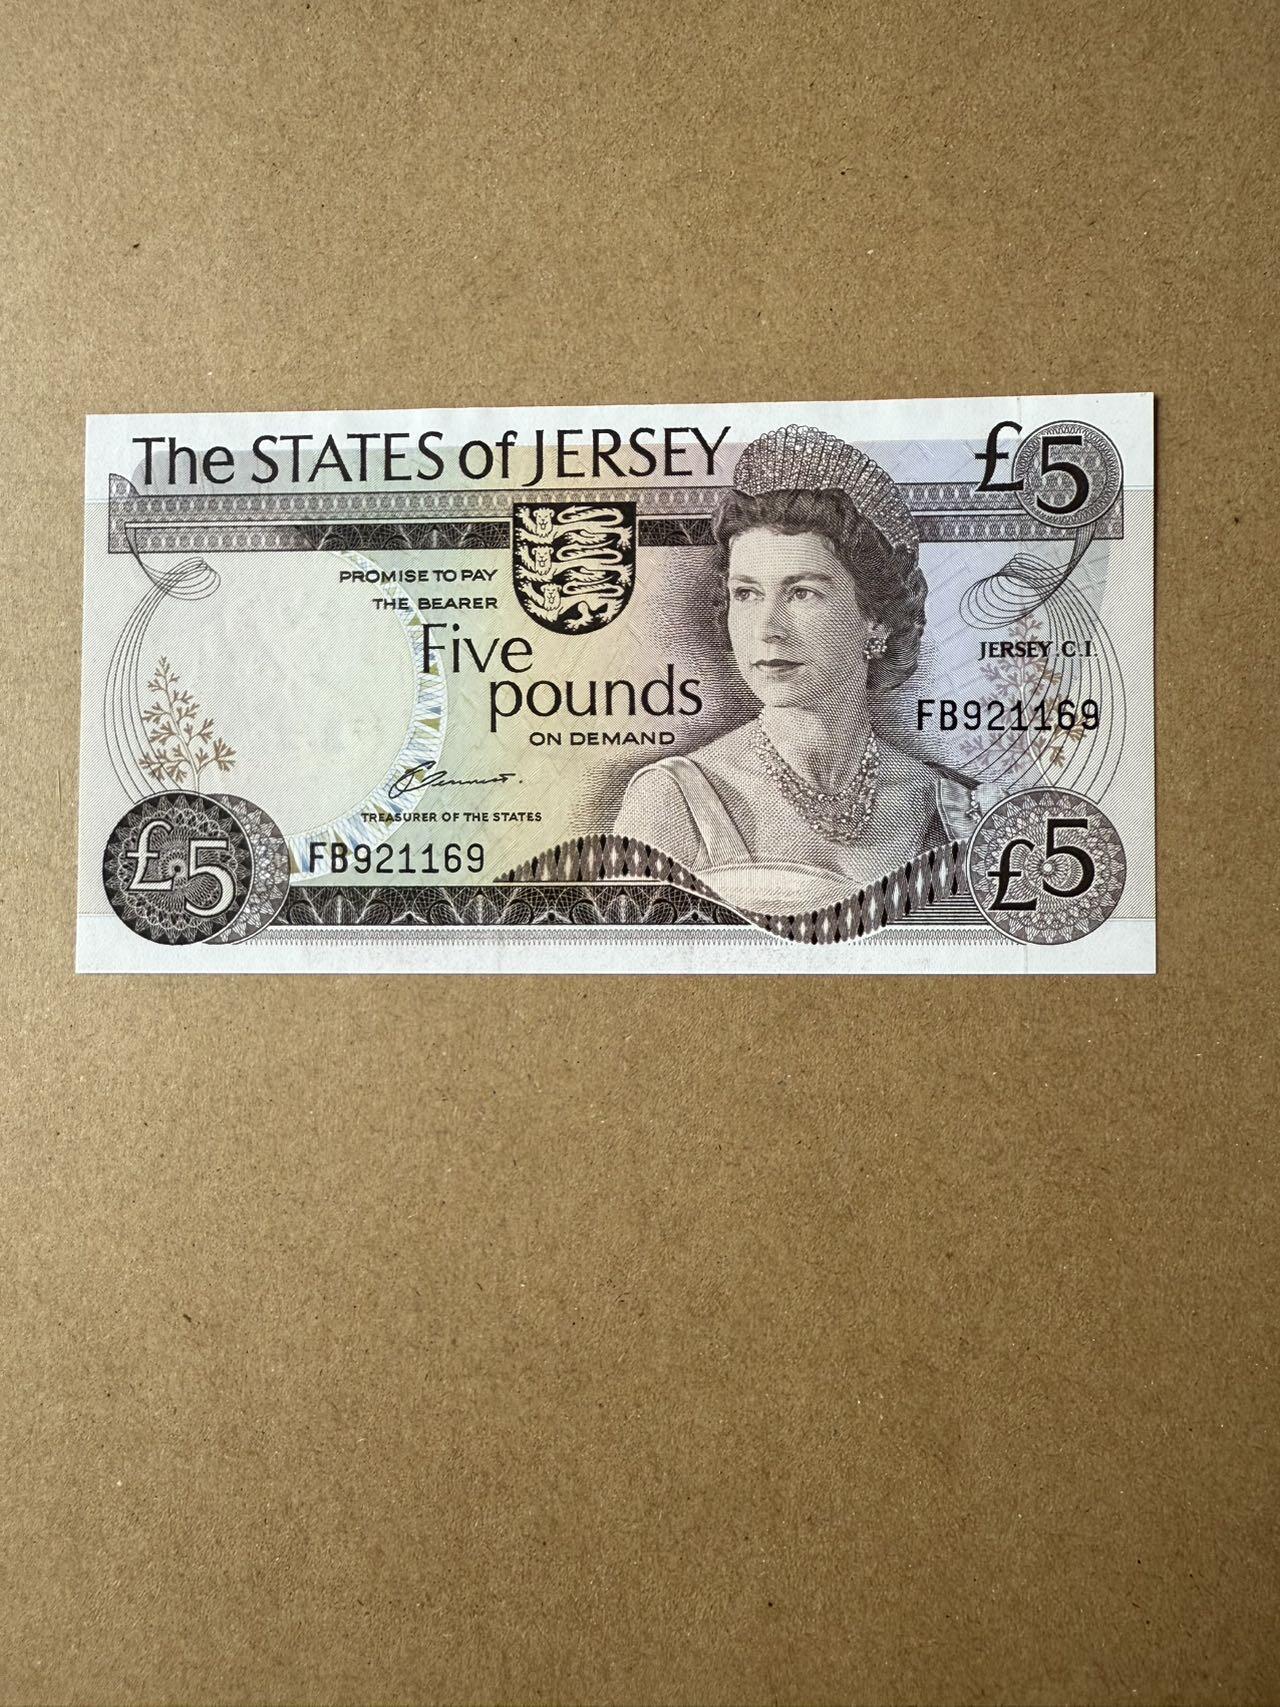 The STATES of JERSEY
£5
PROMISE TO PAY
THE BEARER
Five
pounds
ON DEMAND
JERSEY.C.I.
FB921169
TREASURER OF THE STATES
FB921169
£5
£5